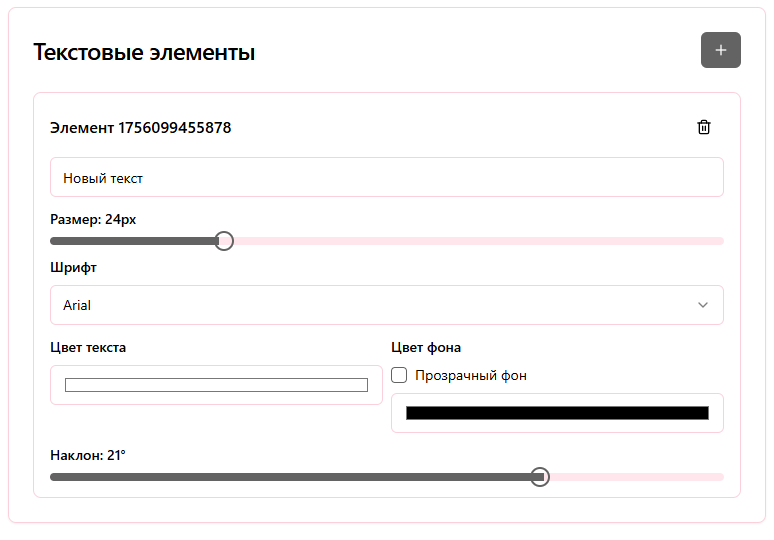 Текстовые элементы
Элемент 1756099455878
Новый текст
Размер: 24px
Шрифт
Arial
Цвет текста
Цвет фона
Прозрачный фон
Наклон: 21°